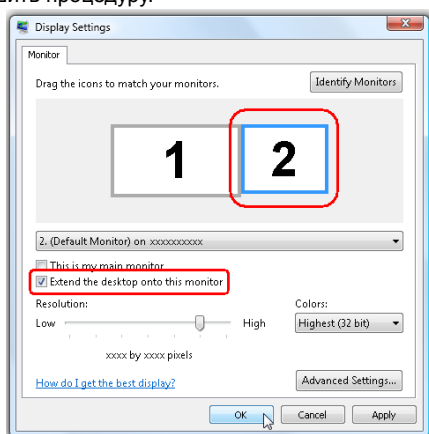 ить процедуру.
Display Settings
Monitor
Drag the icons to match your monitors.
Identify Monitors
1
2
2. (Default Monitor) on xxxxxxxxxx
This is my main monitor
Extend the desktop onto this monitor
Resolution:
Colors:
Low
High
Highest (32 bit)
xxxx by xxxx pixels
How do I get the best display?
Advanced Settings...
OK
Cancel
Apply